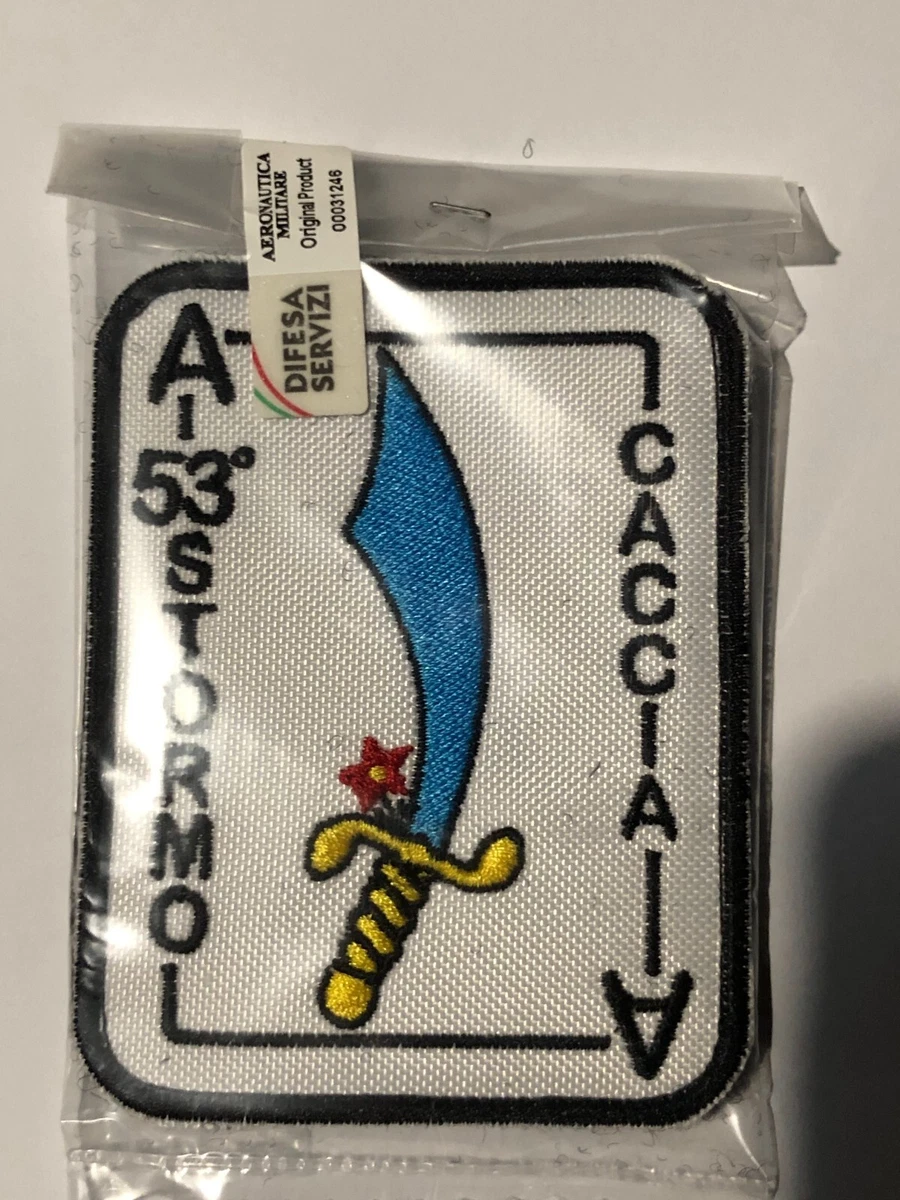 AERONAUTICA
MILITARE
Original Product
00031246
DIFESA
SERVIZI
A
53°
STORMO
CACCIA
A